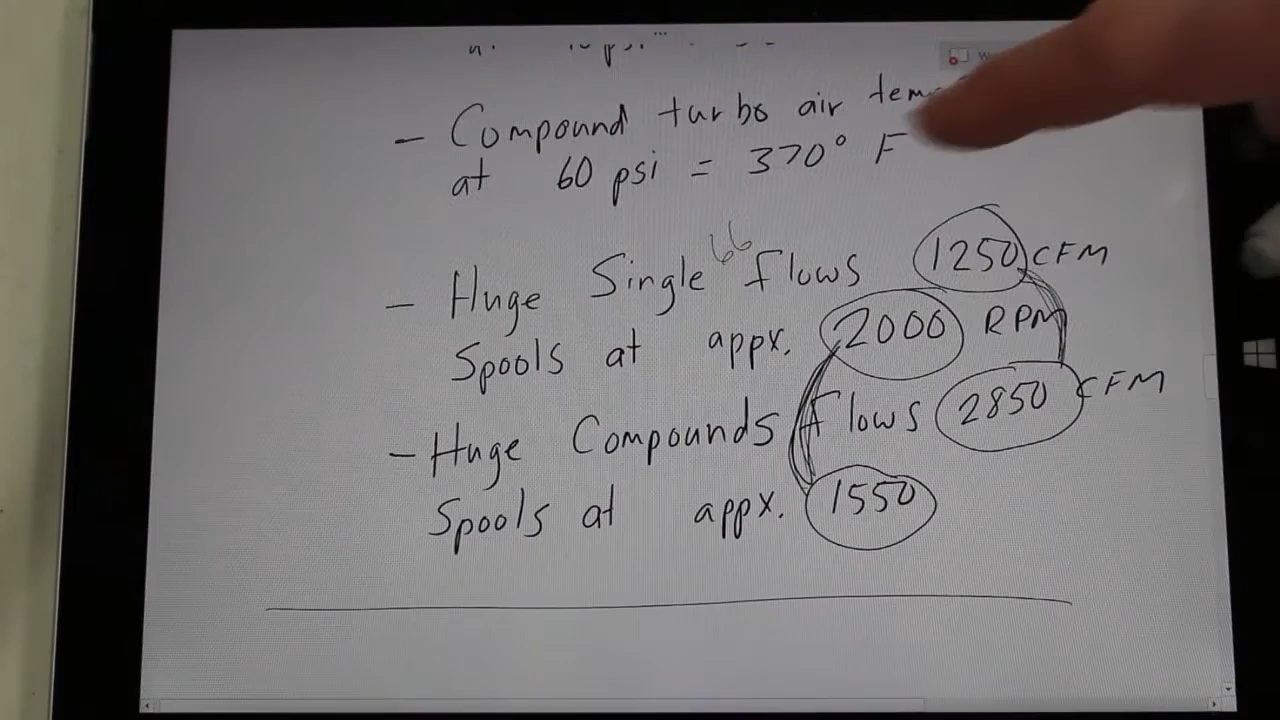 - Compound turbo air
at 60 psi = 370° F
- Huge Single 66 flows 1250 CFM
Spools at appx. 2000 RPM
- Huge Compounds flows 2850 CFM
Spools at appx. 1550